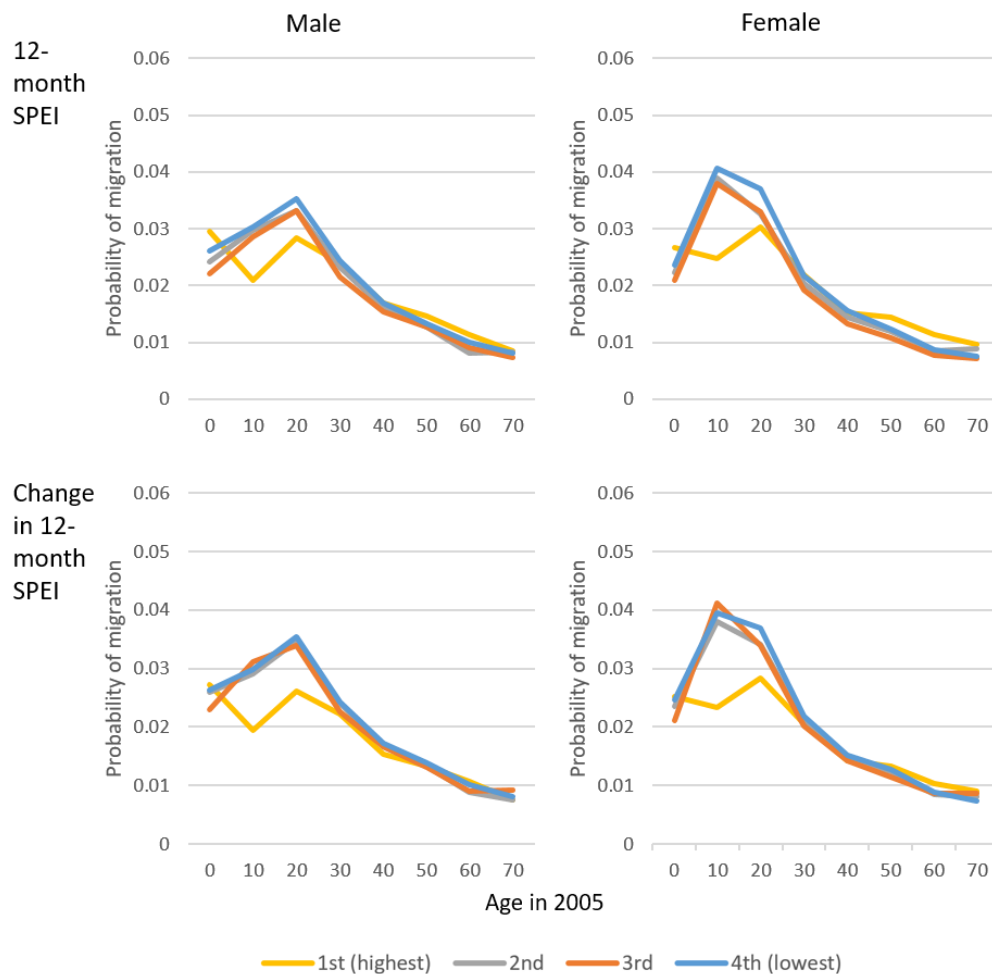 Male
Female
12-
month
SPEI
Probability of migration
0.06
0.05
0.04
0.03
0.02
0.01
0
0 10 20 30 40 50 60 70
Probability of migration
0.06
0.05
0.04
0.03
0.02
0.01
0
0 10 20 30 40 50 60 70
Change
in 12-
month
SPEI
Probability of migration
0.06
0.05
0.04
0.03
0.02
0.01
0
0 10 20 30 40 50 60 70
Probability of migration
0.06
0.05
0.04
0.03
0.02
0.01
0
0 10 20 30 40 50 60 70
Age in 2005
1st (highest) 2nd 3rd 4th (lowest)